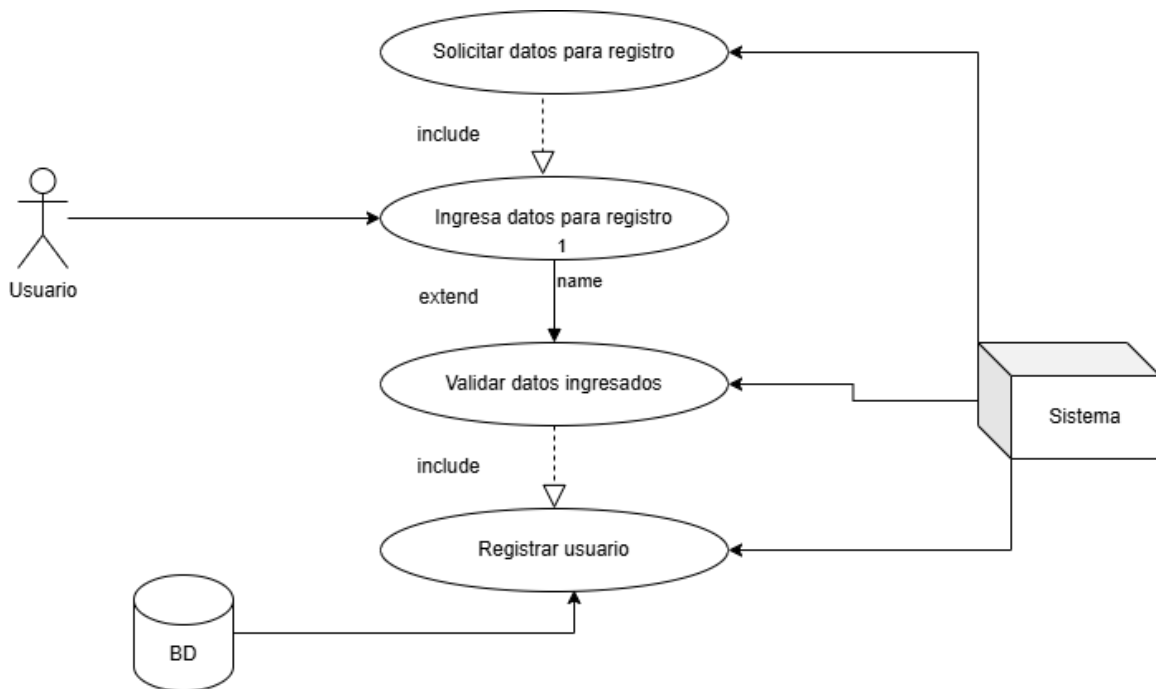 Solicitar datos para registro
include
Ingresa datos para registro
1
Usuario
extend
name
Validar datos ingresados
Sistema
include
Registrar usuario
BD